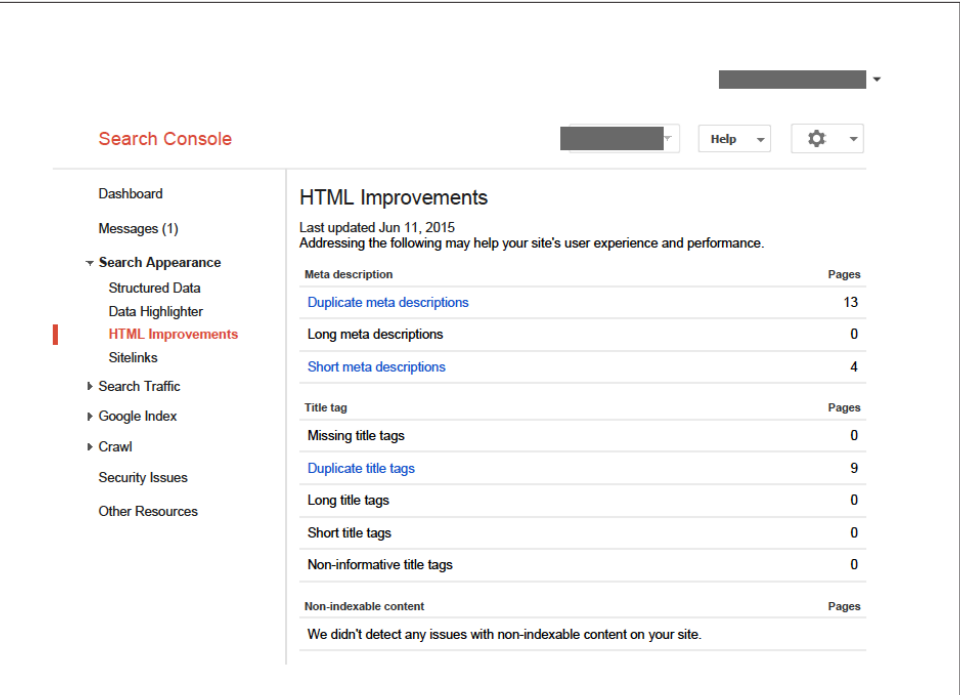 Search Console
Help
Dashboard
Messages (1)
Search Appearance
Structured Data
Data Highlighter
HTML Improvements
Sitelinks
Search Traffic
Google Index
Crawl
Security Issues
Other Resources
HTML Improvements
Last updated Jun 11, 2015
Addressing the following may help your site's user experience and performance.
Meta description Pages
Duplicate meta descriptions 13
Long meta descriptions 0
Short meta descriptions 4
Title tag Pages
Missing title tags 0
Duplicate title tags 9
Long title tags 0
Short title tags 0
Non-informative title tags 0
Non-indexable content Pages
We didn't detect any issues with non-indexable content on your site.